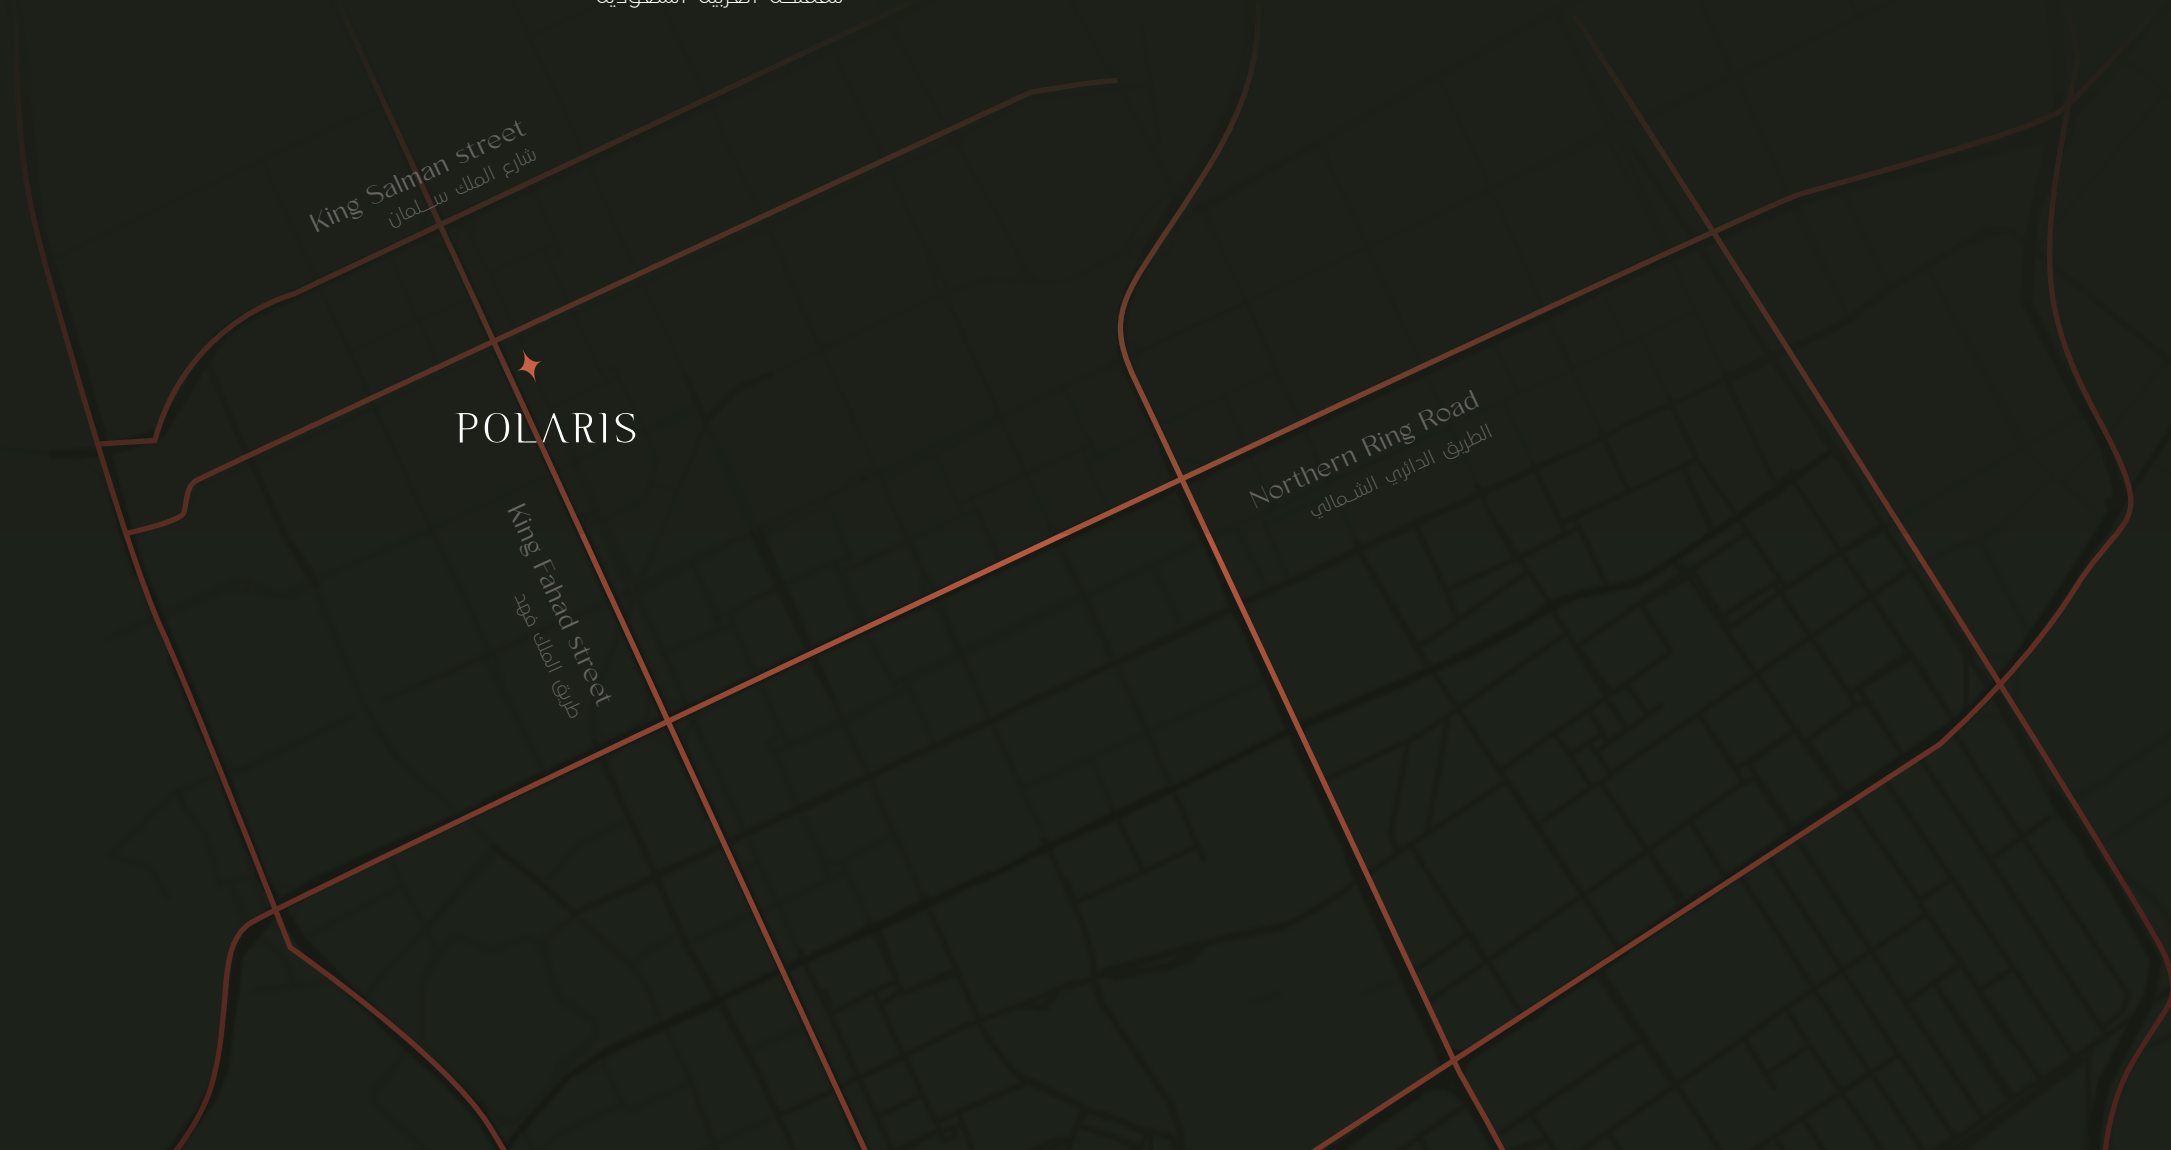 King Salman street
شارع الملك سلمان
POLARIS
King Fahad street
طريق الملك فهد
Northern Ring Road
الطريق الدائري الشمالي